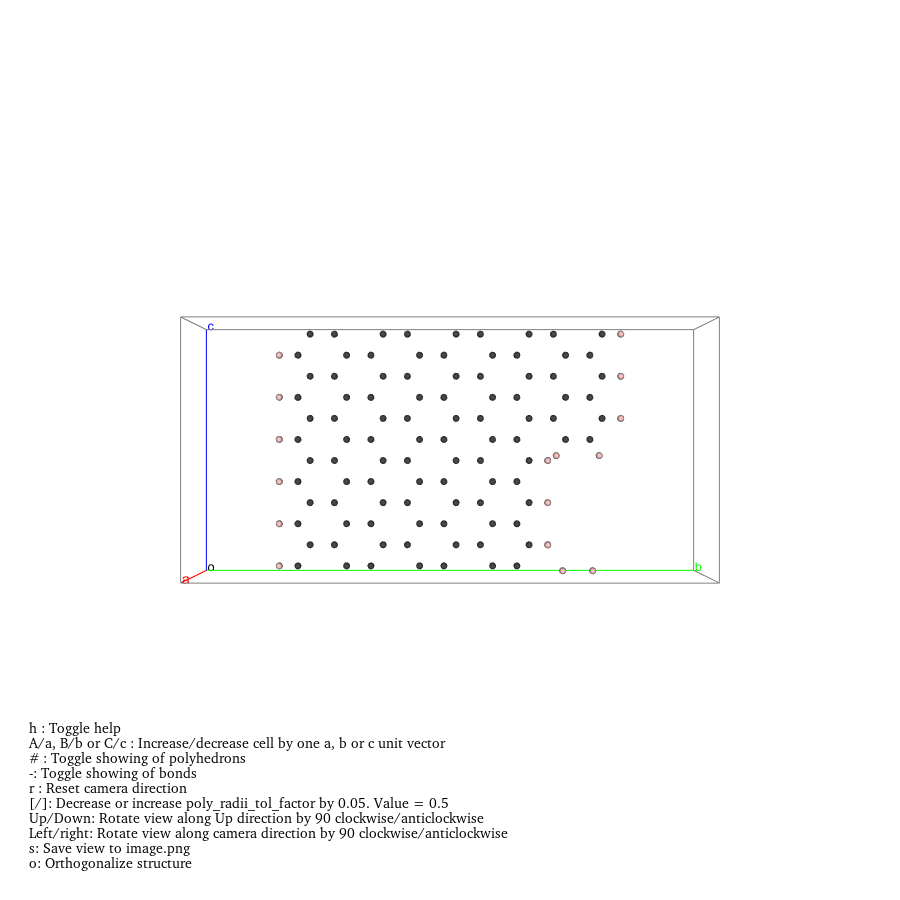 c
o
b
a
h : Toggle help
A/a, B/b or C/c : Increase/decrease cell by one a, b or c unit vector
# : Toggle showing of polyhedrons
-: Toggle showing of bonds
r : Reset camera direction
[/]: Decrease or increase poly_radii_tol_factor by 0.05. Value = 0.5
Up/Down: Rotate view along Up direction by 90 clockwise/anticlockwise
Left/right: Rotate view along camera direction by 90 clockwise/anticlockwise
s: Save view to image.png
o: Orthogonalize structure